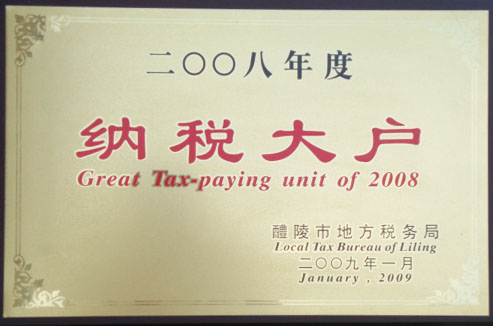 二〇〇八年度
纳税大户
Great Tax-paying unit of 2008
醴陵市地方税务局
Local Tax Bureau of Liling
二〇〇九年一月
January , 2009